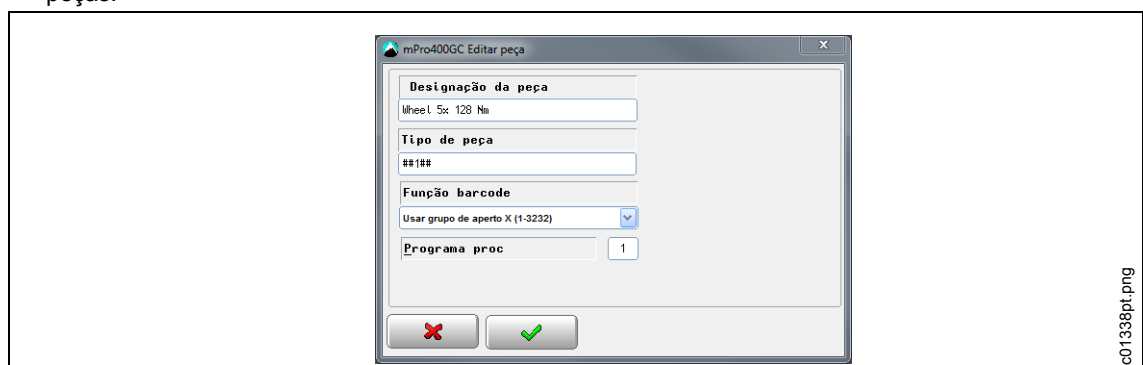 peças.
mPro400GC Editar peça
Designação da peça
Wheel 5x 128 Nm
Tipo de peça
##1##
Função barcode
Usar grupo de aperto X (1-3232)
Programa proc 1
c01338pt.png